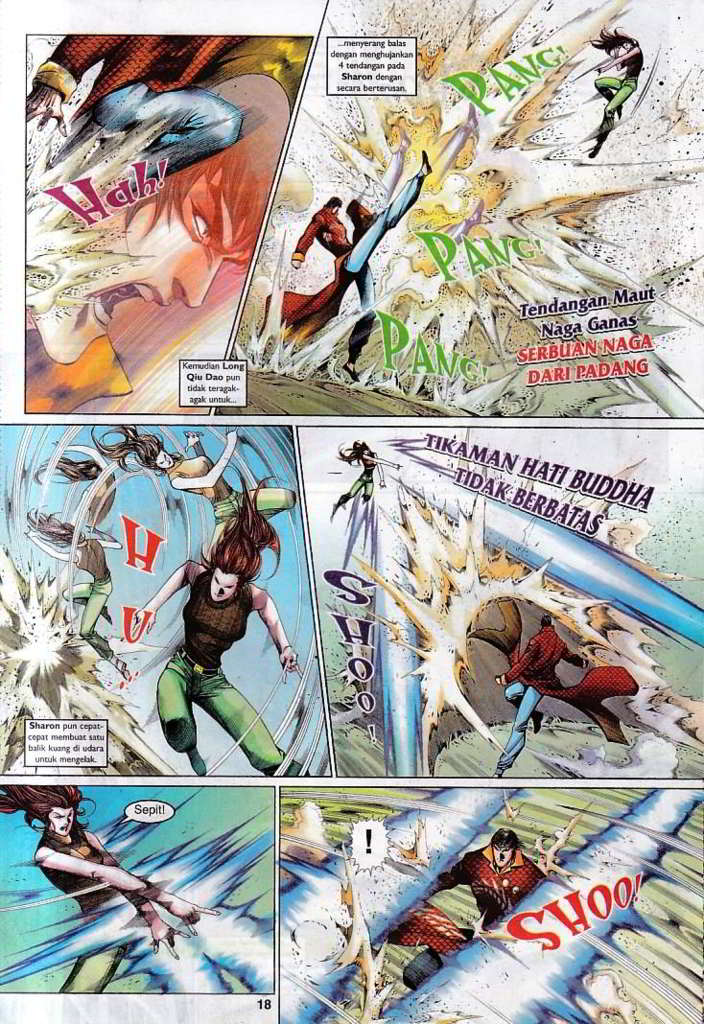 Hah!
Kemudian Long
Qiu Dao pun
tidak teragak-
agak untuk...
...menyerang balas
dengan menghujankan
4 tendangan pada
Sharon dengan
secara berterusan.
PANG!
PANG!
PANG!
Tendangan Maut
Naga Ganas
SERBUAN NAGA
DARI PADANG
HU
Sharon pun cepat-
cepat membuat satu
balik kuang di udara
untuk mengelak.
TIKAMAN HATI BUDDHA
TIDAK BERBATAS
SHOO!
Sepit!
!
SHOO!
18